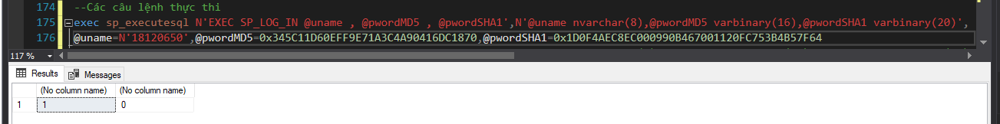 174 --Các câu lệnh thực thi
175 exec sp_executesql N'EXEC SP_LOG_IN @uname , @pwordMD5 , @pwordSHA1',N'@uname nvarchar(8),@pwordMD5 varbinary(16),@pwordSHA1 varbinary(20)',
176 @uname=N'18120650',@pwordMD5=0x345C11D60EFF9E71A3C4A90416DC1870,@pwordSHA1=0x1D0F4AEC8EC000990B467001120FC753B4B57F64
117 %
Results Messages
(No column name) (No column name)
1 1 0